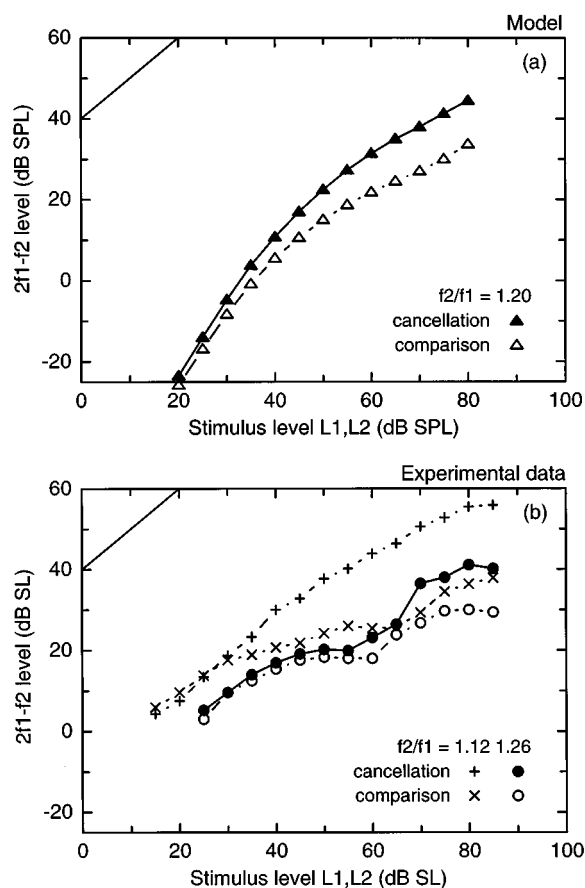 Model
(a)
60
40
20
0
-20
2f1-f2 level (dB SPL)
f2/f1 = 1.20
cancellation
comparison
0 20 40 60 80 100
Stimulus level L1,L2 (dB SPL)
Experimental data
(b)
60
40
20
0
-20
2f1-f2 level (dB SL)
f2/f1 = 1.12 1.26
cancellation
comparison
0 20 40 60 80 100
Stimulus level L1,L2 (dB SL)